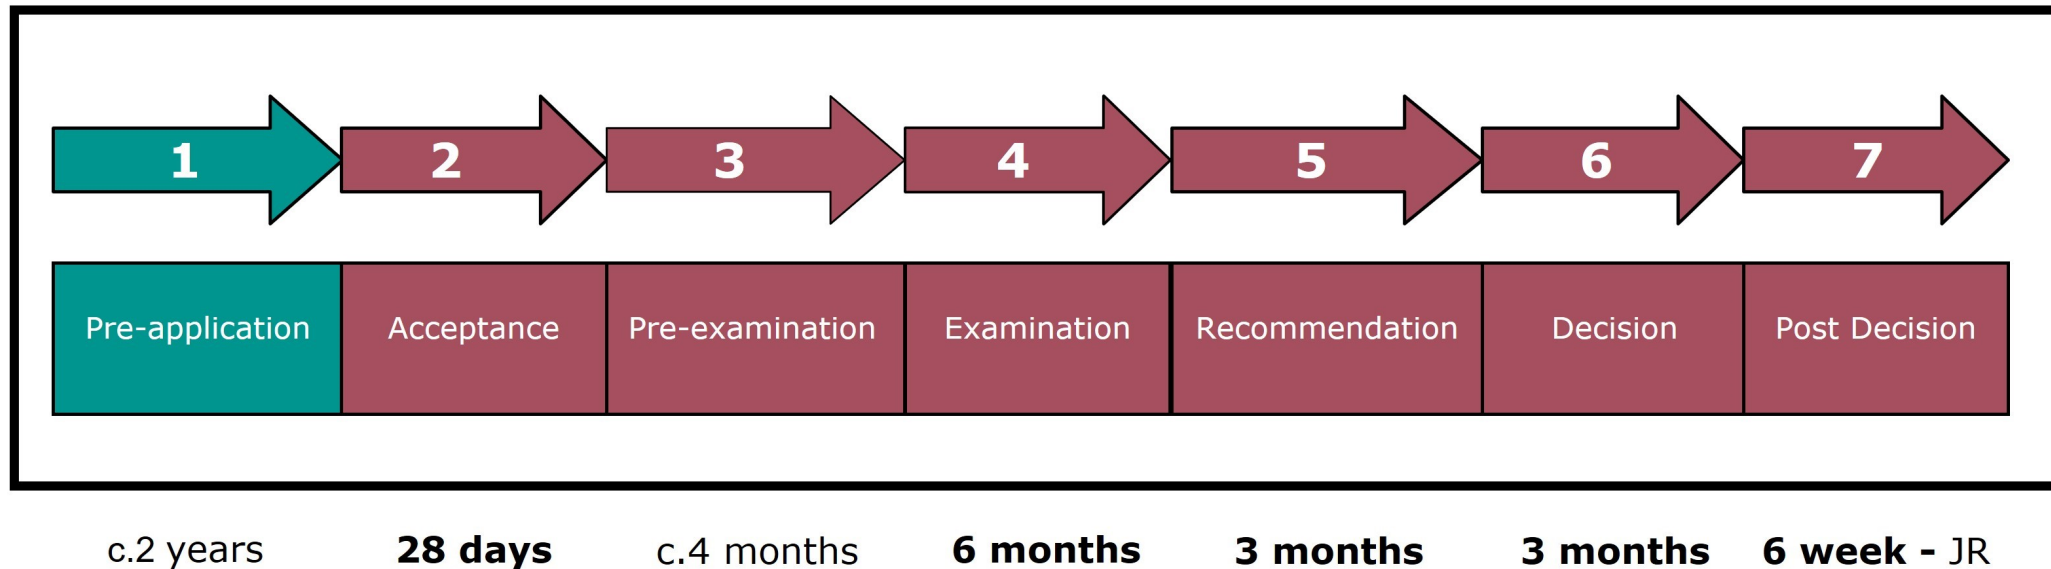 1 2 3 4 5 6 7
Pre-application Acceptance Pre-examination Examination Recommendation Decision Post Decision
c.2 years 28 days c.4 months 6 months 3 months 3 months 6 week - JR